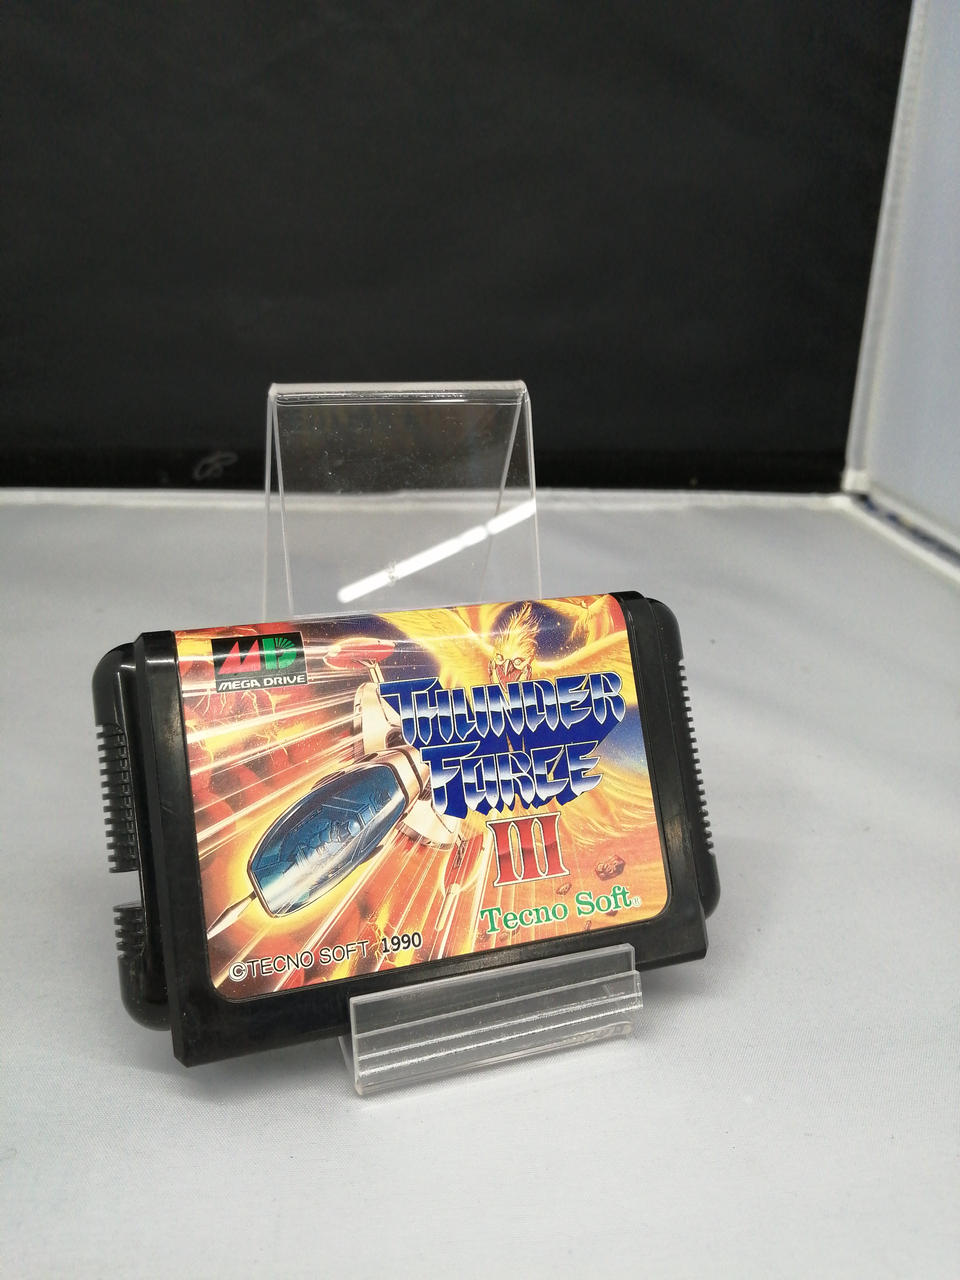 MD
MEGA DRIVE
THUNDER
FORCE
III
Tecno Soft®
©TECNO SOFT 1990